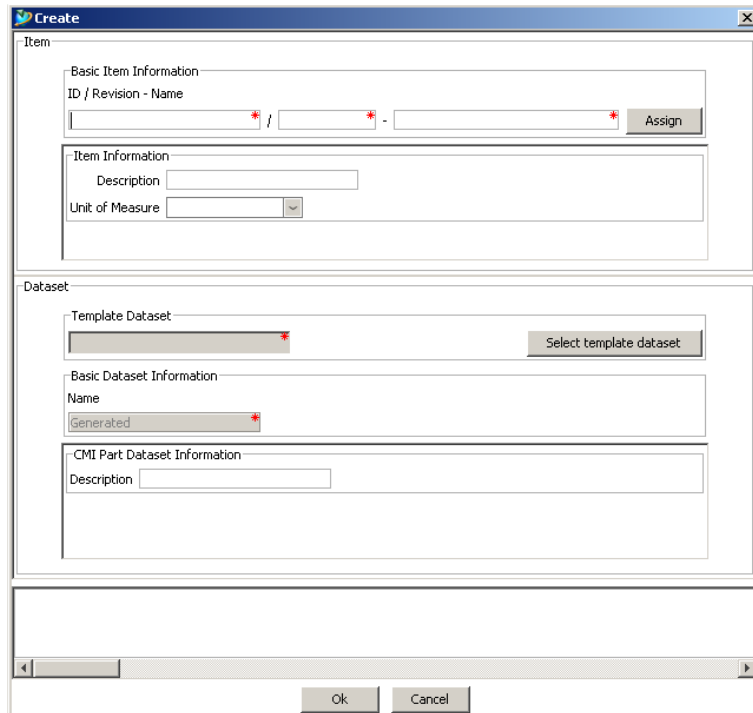 Create
Item
Basic Item Information
ID / Revision - Name
* / * - * Assign
Item Information
Description
Unit of Measure
Dataset
Template Dataset
* Select template dataset
Basic Dataset Information
Name
Generated *
CMI Part Dataset Information
Description
Ok Cancel